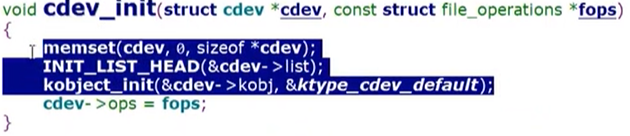 void cdev_init(struct cdev *cdev, const struct file_operations *fops)
{
memset(cdev, 0, sizeof *cdev);
INIT_LIST_HEAD(&cdev->list);
kobject_init(&cdev->kobj, &ktype_cdev_default);
cdev->ops = fops;
}